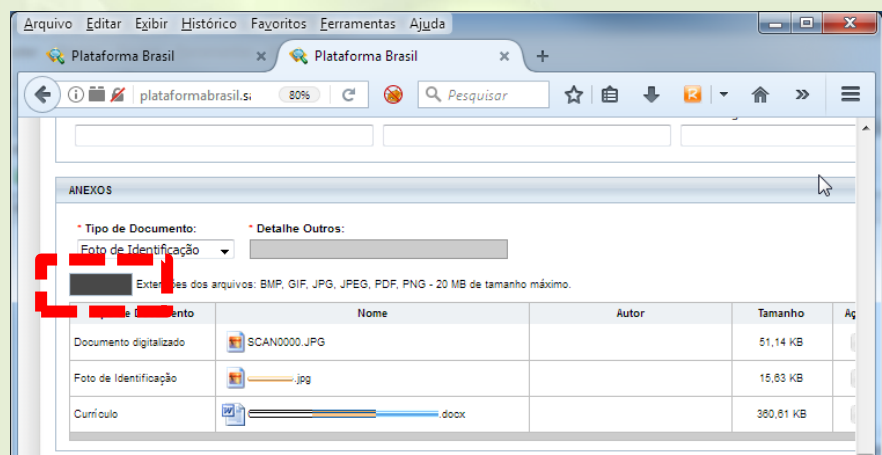 Arquivo Editar Exibir Histórico Favoritos Ferramentas Ajuda
Plataforma Brasil × Plataforma Brasil × +
plataformabrasil.sa 80% Pesquisar
ANEXOS
* Tipo de Documento: * Detalhe Outros:
Foto de Identificação
Extensões dos arquivos: BMP, GIF, JPG, JPEG, PDF, PNG - 20 MB de tamanho máximo.
Nome Autor Tamanho
Documento digitalizado SCAN0000.JPG 51,14 KB
Foto de Identificação .jpg 15,63 KB
Currículo .docx 360,61 KB